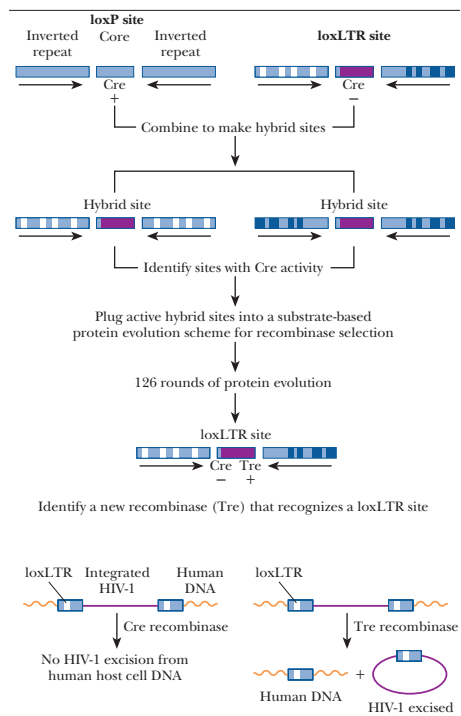 loxP site
Inverted repeat
Core
Inverted repeat
loxLTR site
Cre
+
Cre
–
Combine to make hybrid sites
Hybrid site
Hybrid site
Identify sites with Cre activity
Plug active hybrid sites into a substrate-based
protein evolution scheme for recombinase selection
126 rounds of protein evolution
loxLTR site
Cre Tre
– +
Identify a new recombinase (Tre) that recognizes a loxLTR site
loxLTR
Integrated
HIV-1
Human
DNA
Cre recombinase
No HIV-1 excision from
human host cell DNA
loxLTR
Tre recombinase
+
Human DNA
HIV-1 excised